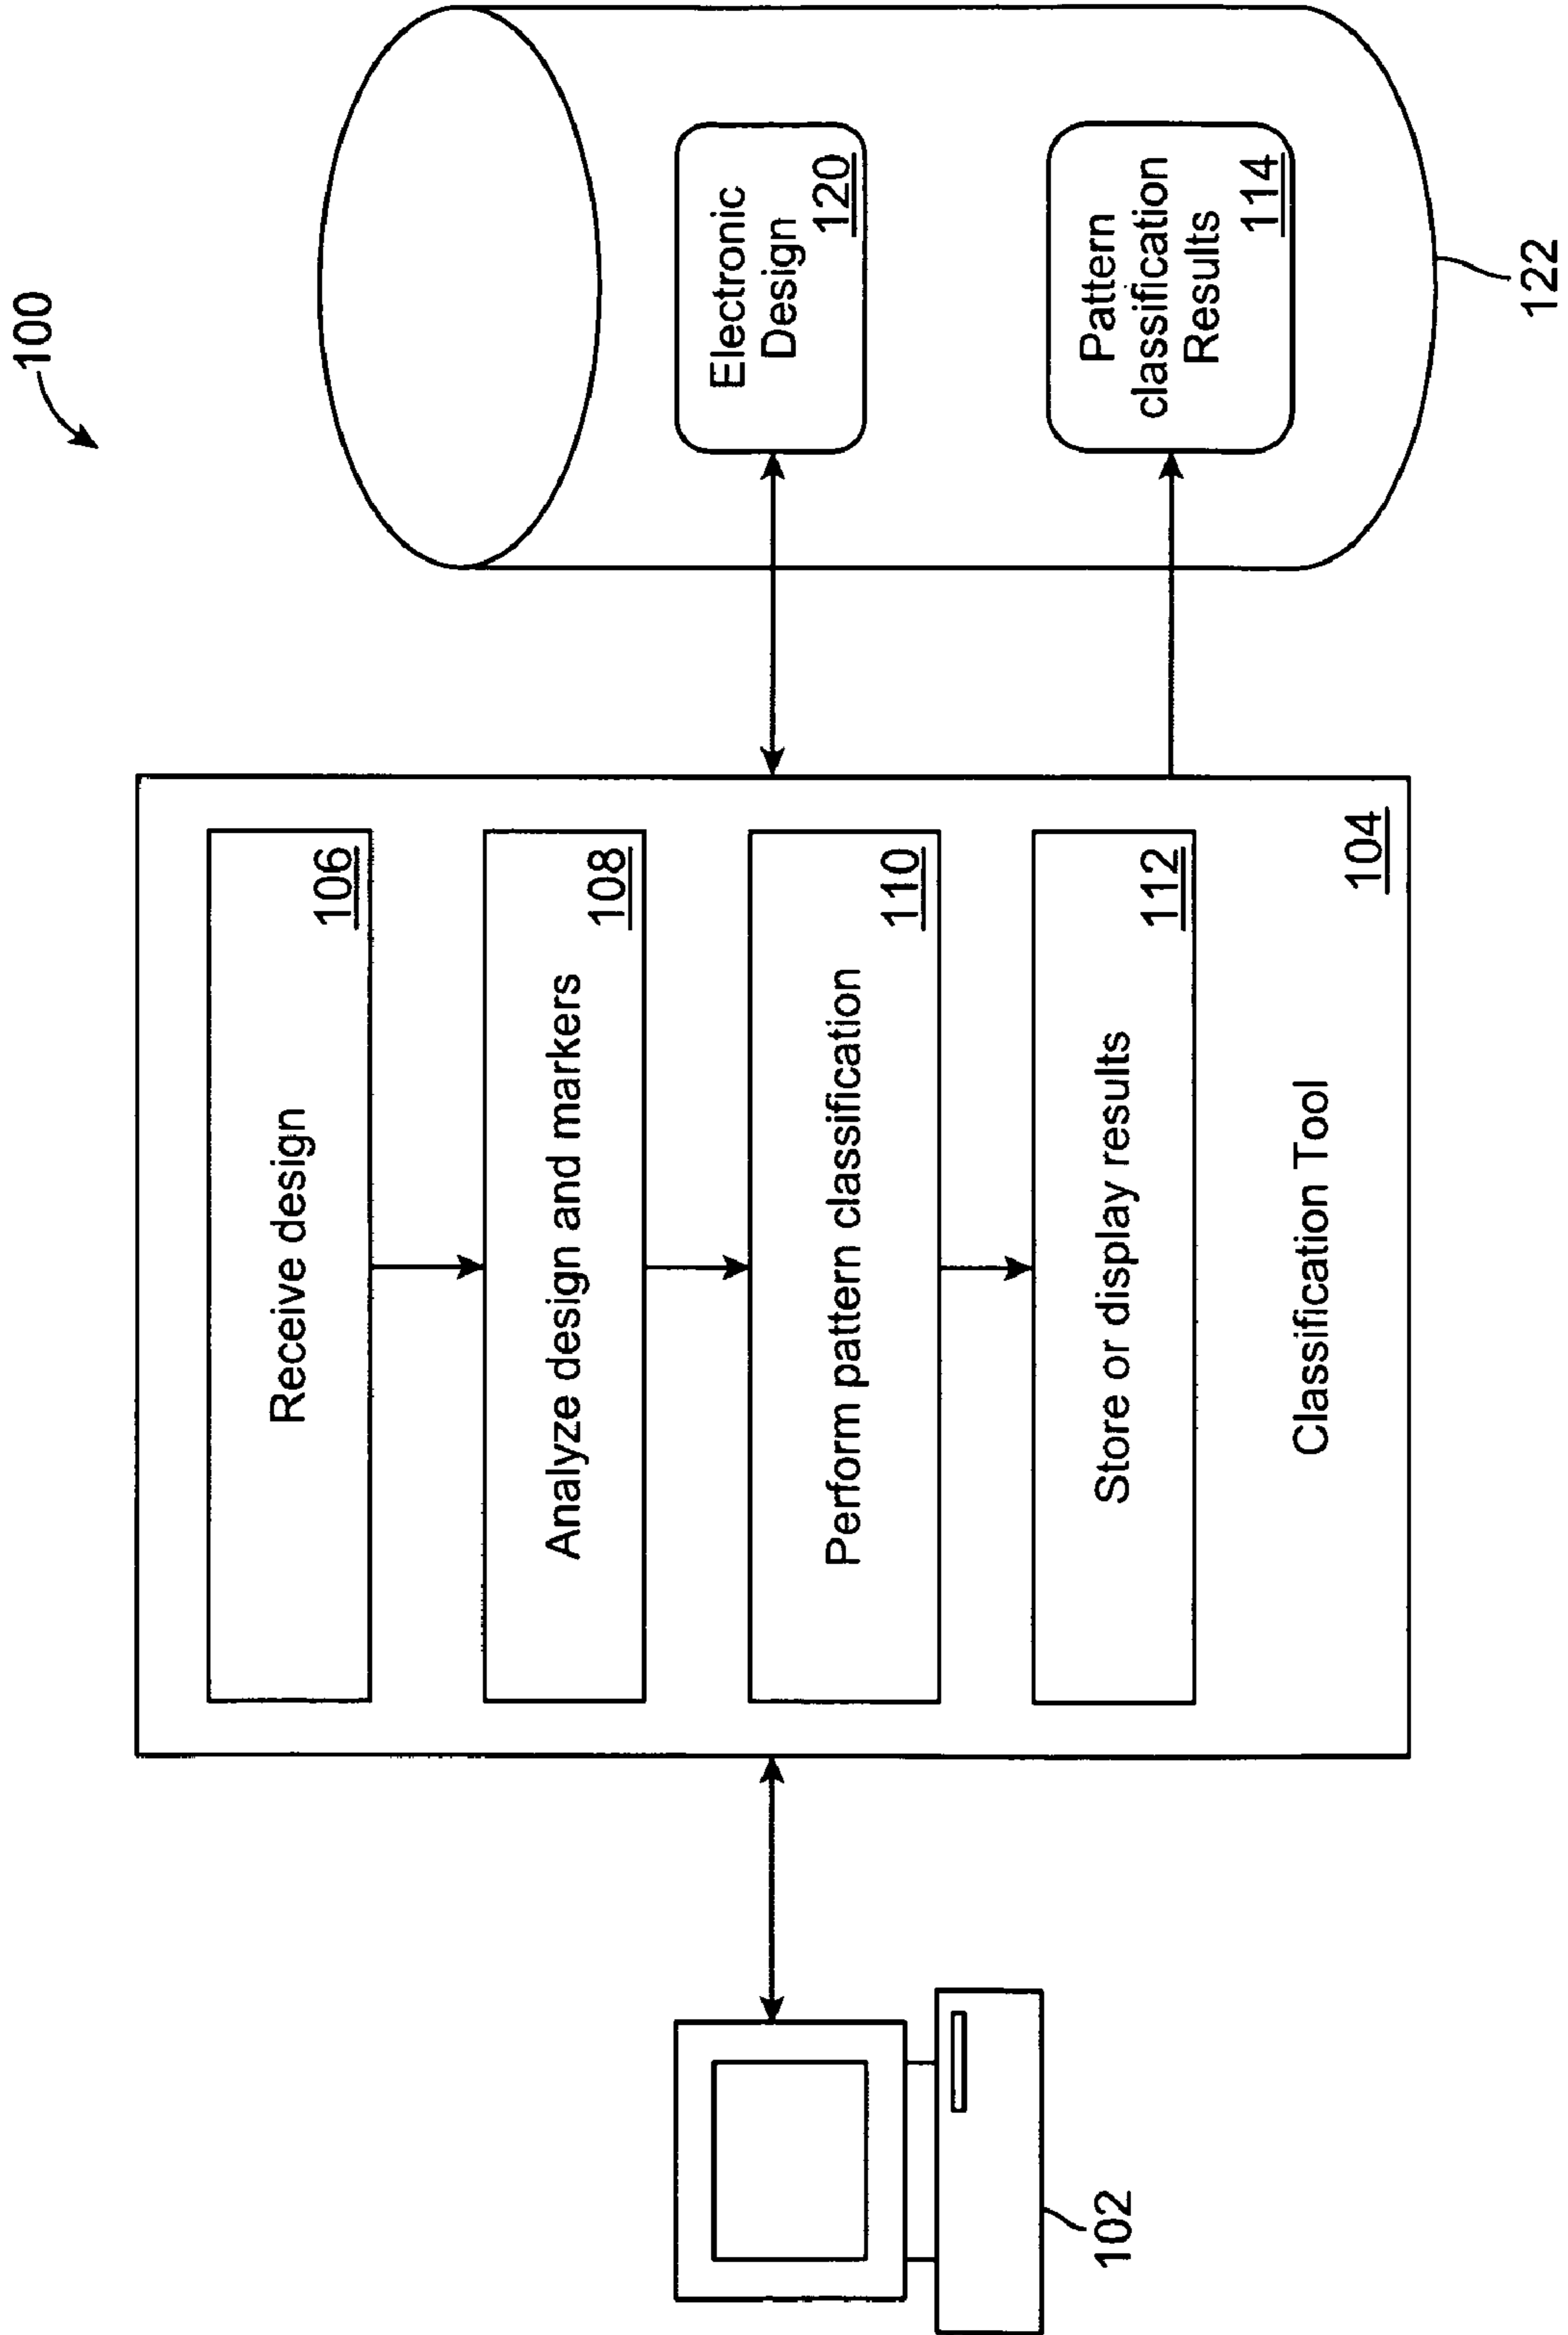 100
Receive design
106
Analyze design and markers
108
Perform pattern classification
110
Store or display results
112
Classification Tool
104
Electronic
Design
120
Pattern
classification
Results
114
102
122